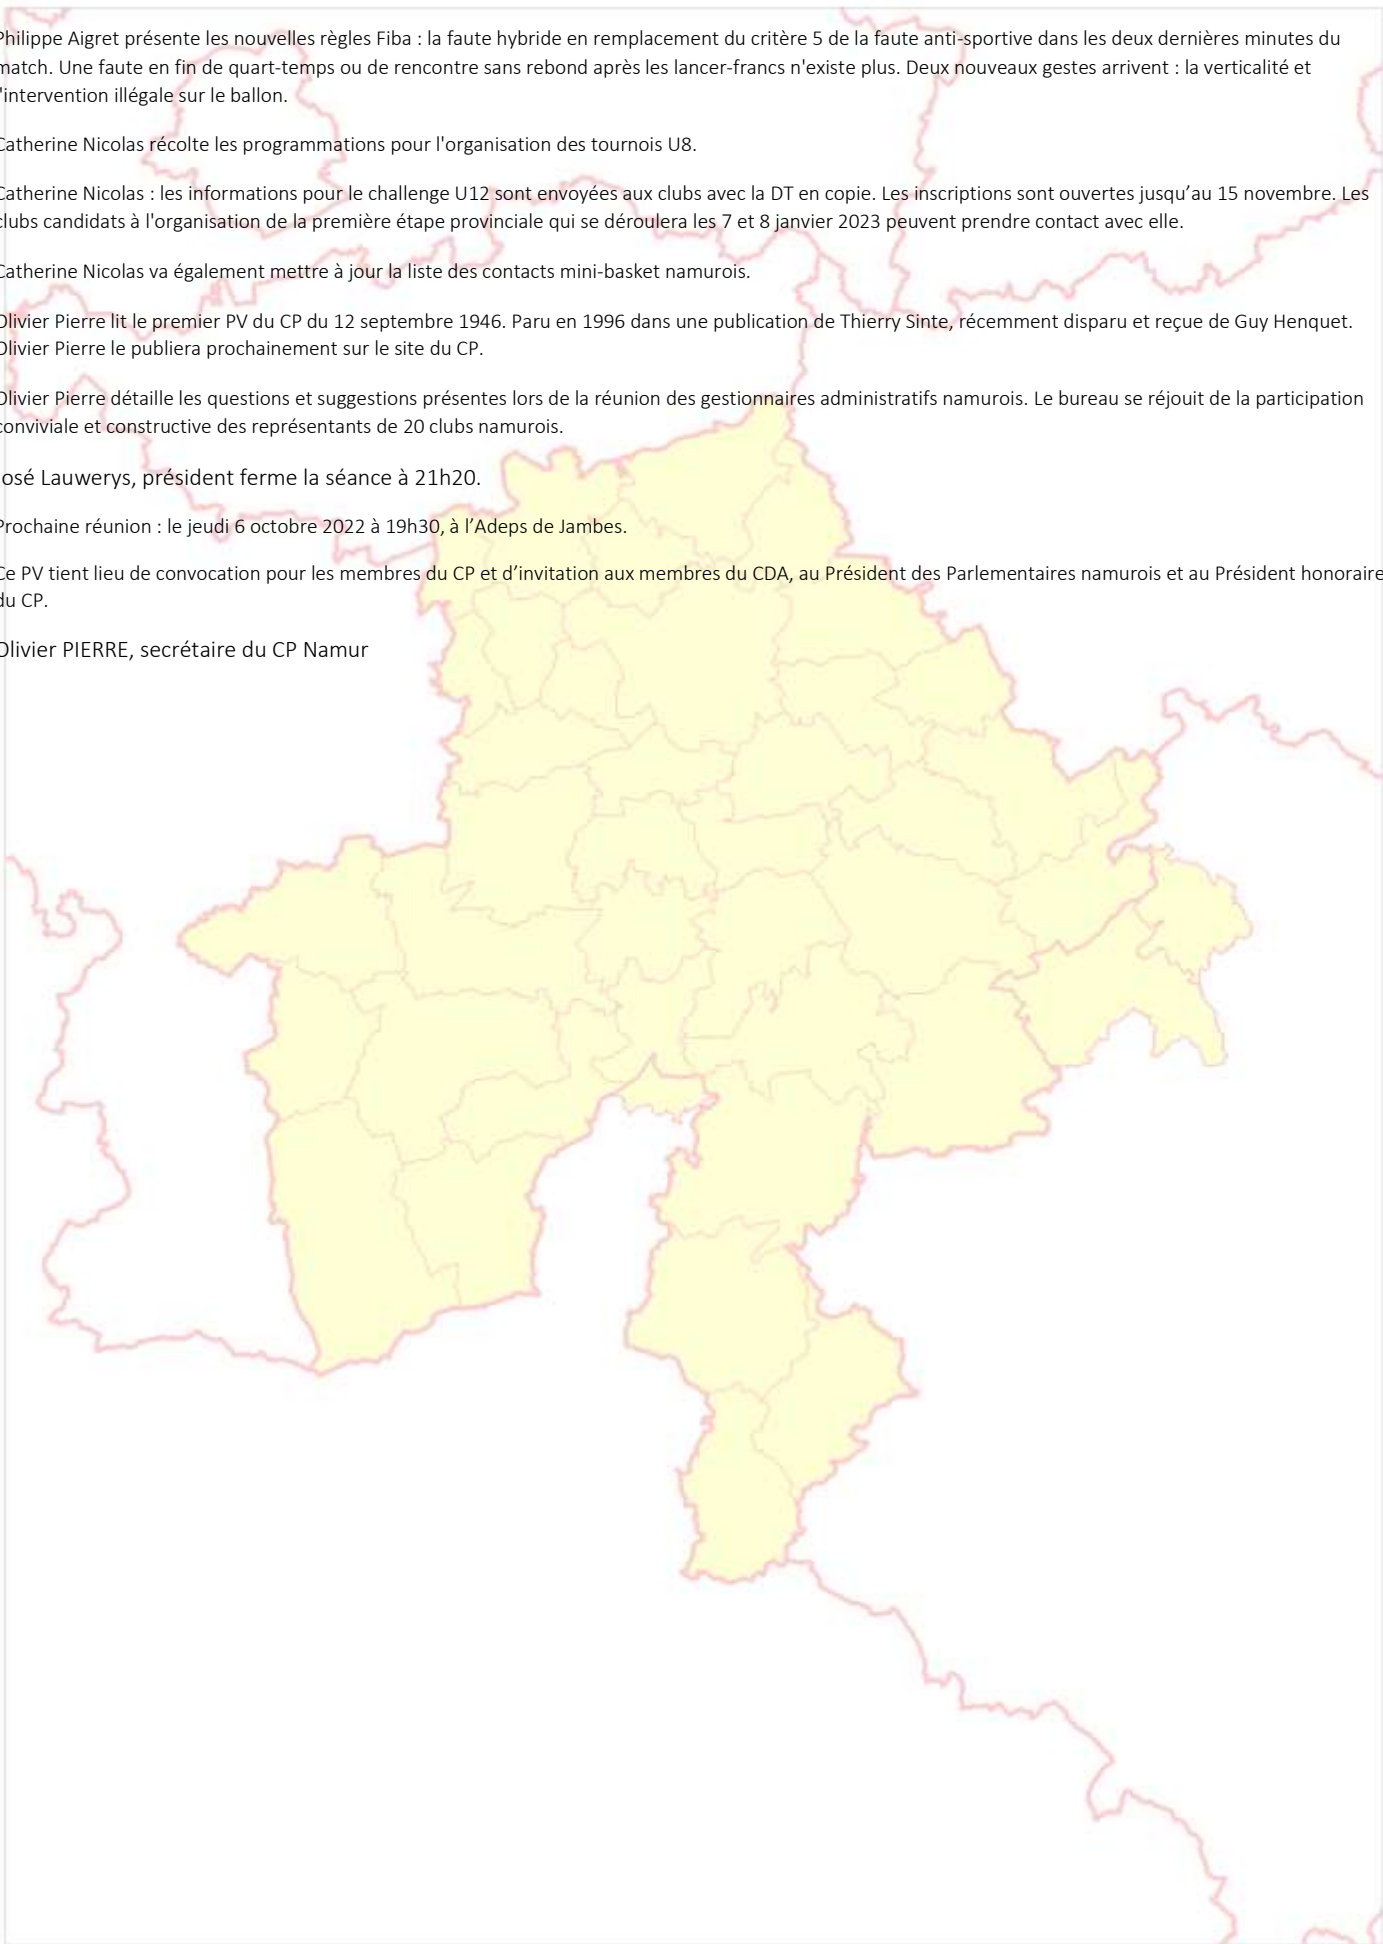 Philippe Aigret présente les nouvelles règles Fiba : la faute hybride en remplacement du critère 5 de la faute anti-sportive dans les deux dernières minutes du
match. Une faute en fin de quart-temps ou de rencontre sans rebond après les lancer-francs n'existe plus. Deux nouveaux gestes arrivent : la verticalité et
l'intervention illégale sur le ballon.
Catherine Nicolas récolte les programmations pour l'organisation des tournois U8.
Catherine Nicolas : les informations pour le challenge U12 sont envoyées aux clubs avec la DT en copie. Les inscriptions sont ouvertes jusqu’au 15 novembre. Les
clubs candidats à l'organisation de la première étape provinciale qui se déroulera les 7 et 8 janvier 2023 peuvent prendre contact avec elle.
Catherine Nicolas va également mettre à jour la liste des contacts mini-basket namurois.
Olivier Pierre lit le premier PV du CP du 12 septembre 1946. Paru en 1996 dans une publication de Thierry Sinte, récemment disparu et reçue de Guy Henquet.
Olivier Pierre le publiera prochainement sur le site du CP.
Olivier Pierre détaille les questions et suggestions présentes lors de la réunion des gestionnaires administratifs namurois. Le bureau se réjouit de la participation
conviviale et constructive des représentants de 20 clubs namurois.
José Lauwerys, président ferme la séance à 21h20.
Prochaine réunion : le jeudi 6 octobre 2022 à 19h30, à l’Adeps de Jambes.
Ce PV tient lieu de convocation pour les membres du CP et d’invitation aux membres du CDA, au Président des Parlementaires namurois et au Président honoraire
du CP.
Olivier PIERRE, secrétaire du CP Namur